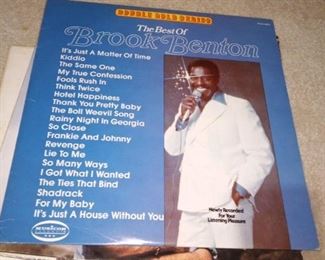 DOUBLE GOLD SERIES
The Best Of
Brook Benton
It's Just A Matter Of Time
Kiddio
The Same One
My True Confession
Fools Rush In
Think Twice
Hotel Happiness
Thank You Pretty Baby
The Boll Weevil Song
Rainy Night In Georgia
So Close
Frankie And Johnny
Revenge
Lie To Me
So Many Ways
I Got What I Wanted
The Ties That Bind
Shadrack
For My Baby
It's Just A House Without You
Newly Recorded
For Your
Listening Pleasure
MUSICOR